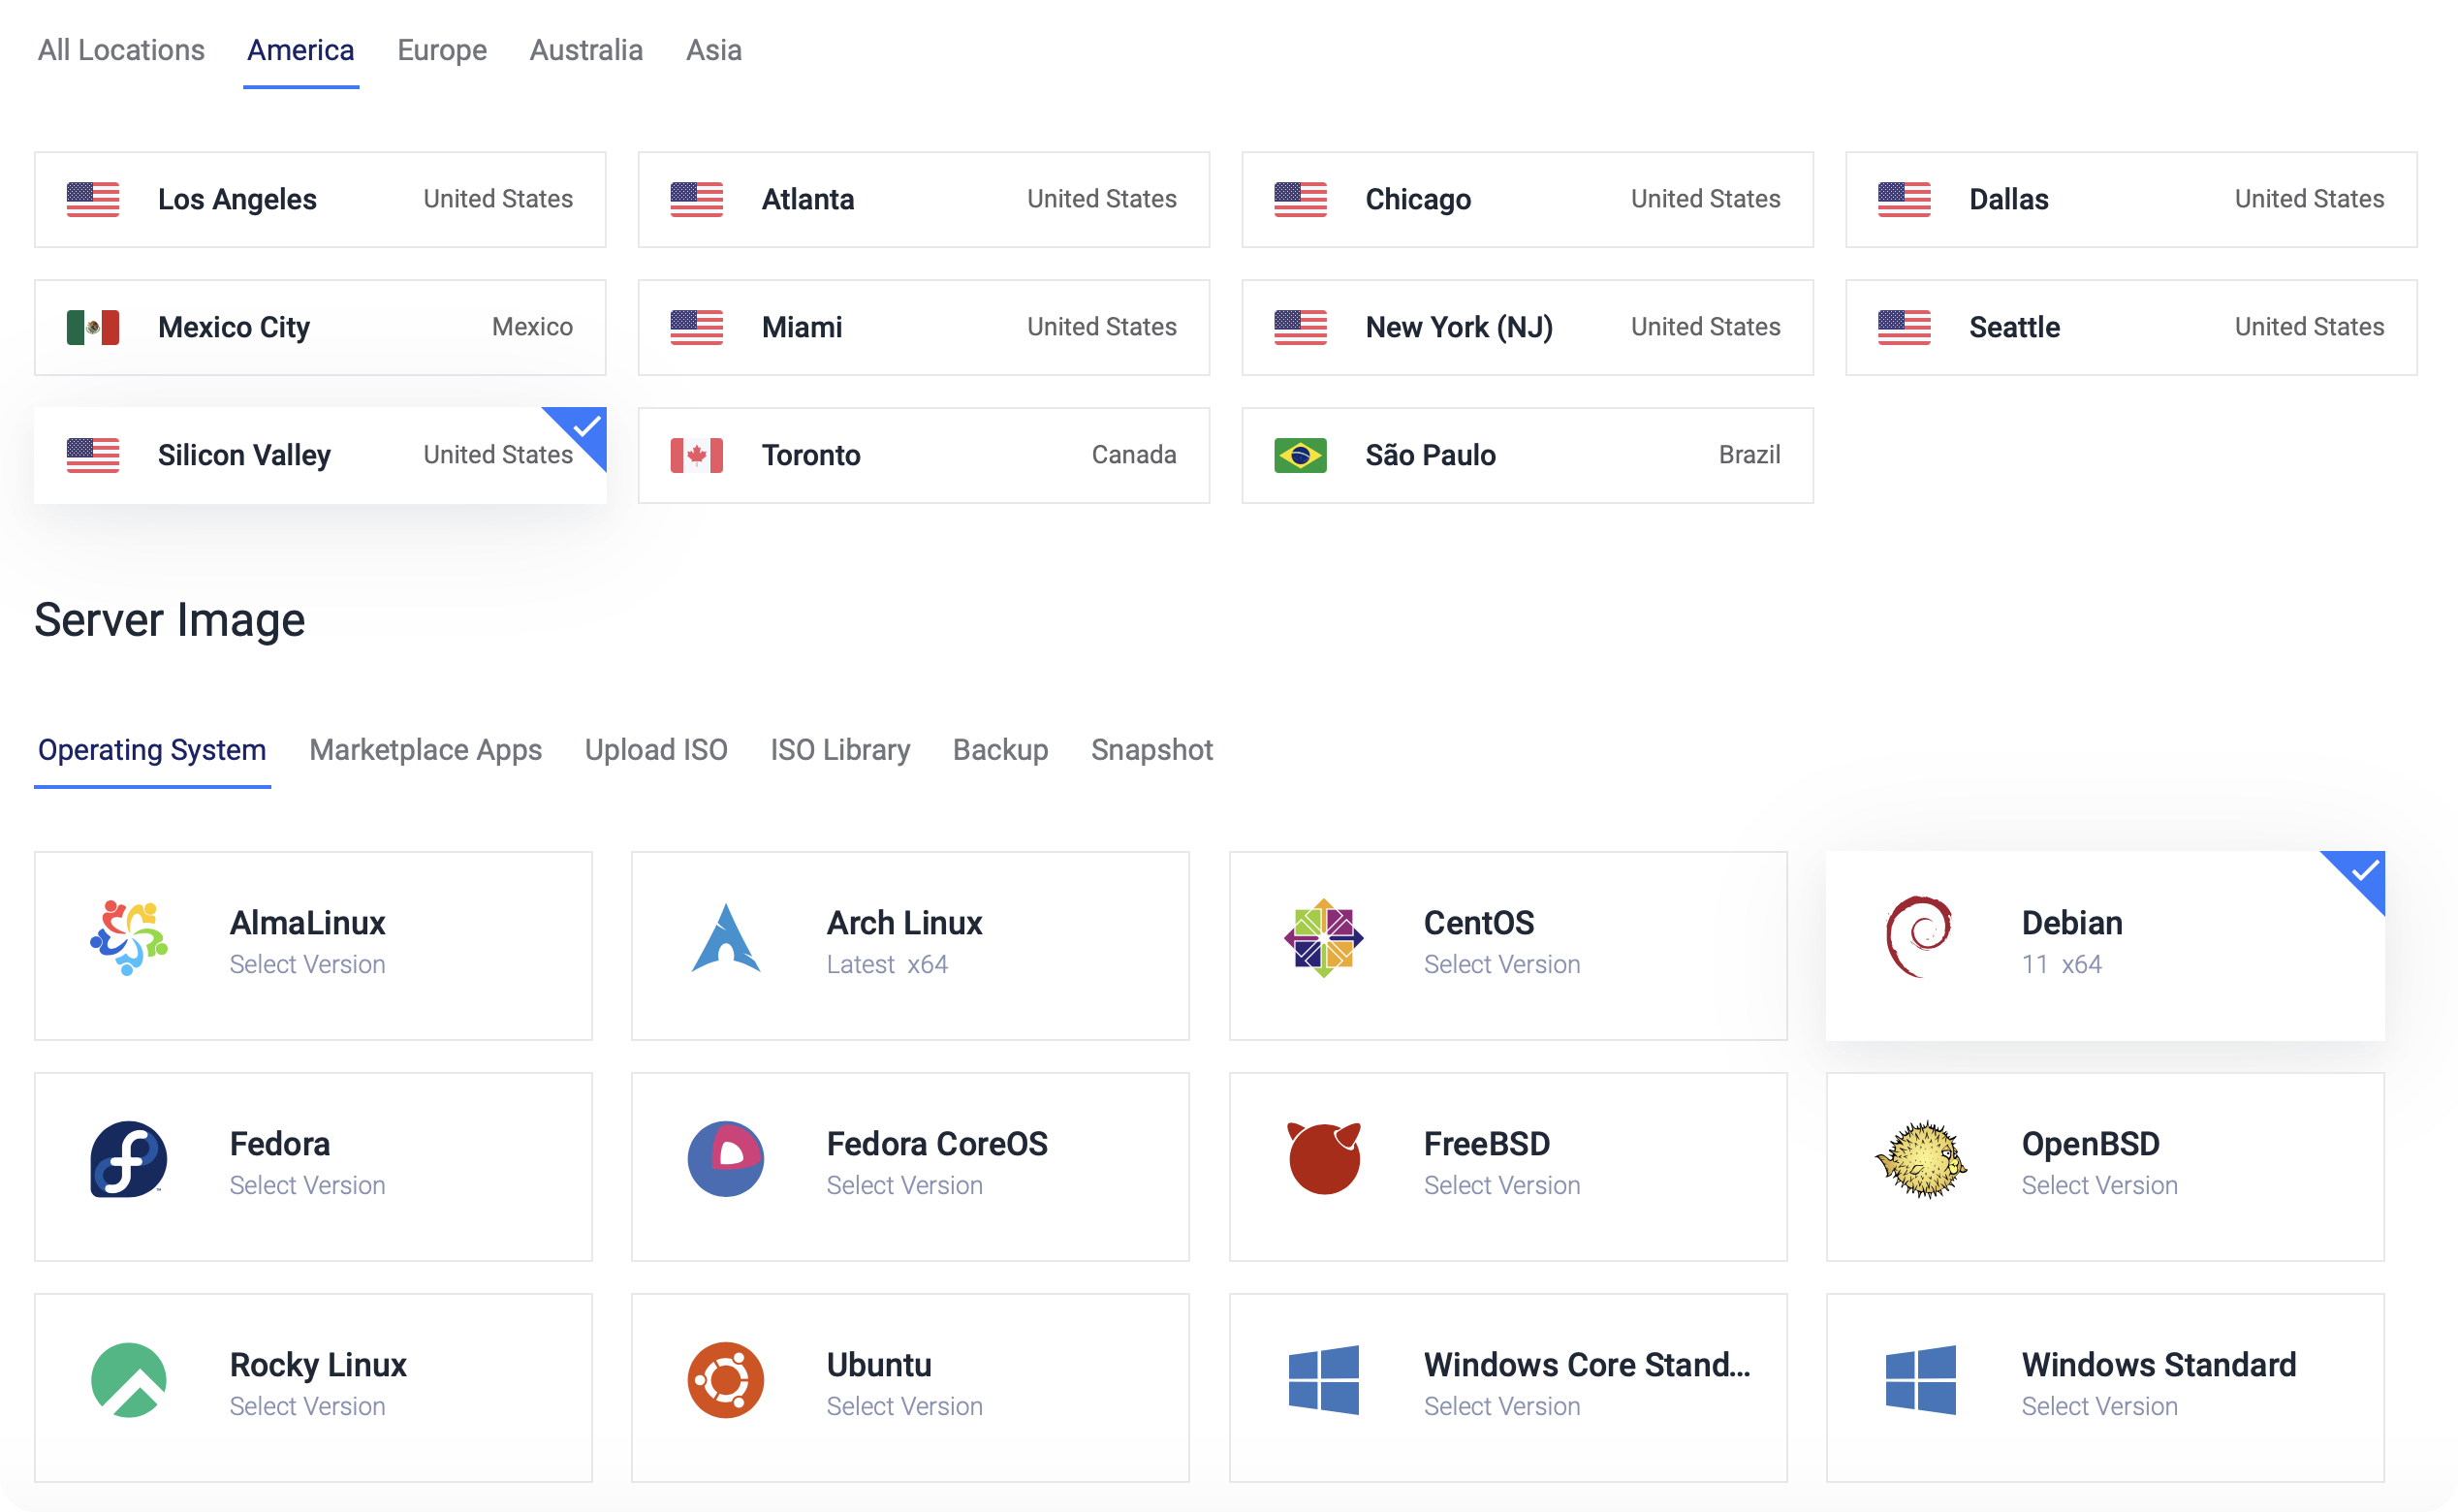 All Locations America Europe Australia Asia
Los Angeles United States Atlanta United States Chicago United States Dallas United States
Mexico City Mexico Miami United States New York (NJ) United States Seattle United States
Silicon Valley United States Toronto Canada São Paulo Brazil
Server Image
Operating System Marketplace Apps Upload ISO ISO Library Backup Snapshot
AlmaLinux Arch Linux CentOS Debian
Select Version Latest x64 Select Version 11 x64
Fedora Fedora CoreOS FreeBSD OpenBSD
Select Version Select Version Select Version Select Version
Rocky Linux Ubuntu Windows Core Stand... Windows Standard
Select Version Select Version Select Version Select Version